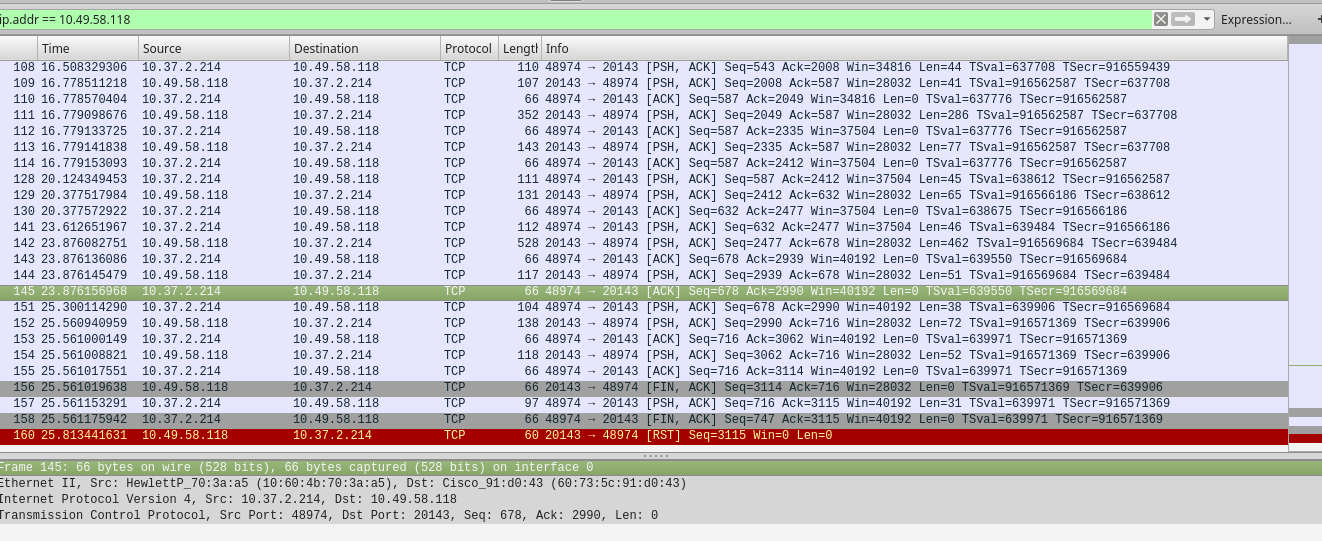 ip.addr == 10.49.58.118 Expression...
Time Source Destination Protocol Length Info
108 16.508329306 10.37.2.214 10.49.58.118 TCP 110 48974 → 20143 [PSH, ACK] Seq=543 Ack=2008 Win=34816 Len=44 TSval=637708 TSecr=916559439
109 16.778511218 10.49.58.118 10.37.2.214 TCP 107 20143 → 48974 [PSH, ACK] Seq=2008 Ack=587 Win=28032 Len=41 TSval=916562587 TSecr=637708
110 16.778570404 10.37.2.214 10.49.58.118 TCP 66 48974 → 20143 [ACK] Seq=587 Ack=2049 Win=34816 Len=0 TSval=637776 TSecr=916562587
111 16.779098676 10.49.58.118 10.37.2.214 TCP 352 20143 → 48974 [PSH, ACK] Seq=2049 Ack=587 Win=28032 Len=286 TSval=916562587 TSecr=637708
112 16.779133725 10.37.2.214 10.49.58.118 TCP 66 48974 → 20143 [ACK] Seq=587 Ack=2335 Win=37504 Len=0 TSval=637776 TSecr=916562587
113 16.779141838 10.49.58.118 10.37.2.214 TCP 143 20143 → 48974 [PSH, ACK] Seq=2335 Ack=587 Win=28032 Len=77 TSval=916562587 TSecr=637708
114 16.779153093 10.37.2.214 10.49.58.118 TCP 66 48974 → 20143 [ACK] Seq=587 Ack=2412 Win=37504 Len=0 TSval=637776 TSecr=916562587
128 20.124349453 10.37.2.214 10.49.58.118 TCP 111 48974 → 20143 [PSH, ACK] Seq=587 Ack=2412 Win=37504 Len=45 TSval=638612 TSecr=916562587
129 20.377517984 10.49.58.118 10.37.2.214 TCP 131 20143 → 48974 [PSH, ACK] Seq=2412 Ack=632 Win=28032 Len=65 TSval=916566186 TSecr=638612
130 20.377572922 10.37.2.214 10.49.58.118 TCP 66 48974 → 20143 [ACK] Seq=632 Ack=2477 Win=37504 Len=0 TSval=638675 TSecr=916566186
141 23.612651967 10.37.2.214 10.49.58.118 TCP 112 48974 → 20143 [PSH, ACK] Seq=632 Ack=2477 Win=37504 Len=46 TSval=639484 TSecr=916566186
142 23.876082751 10.49.58.118 10.37.2.214 TCP 528 20143 → 48974 [PSH, ACK] Seq=2477 Ack=678 Win=28032 Len=462 TSval=916569684 TSecr=639484
143 23.876136086 10.37.2.214 10.49.58.118 TCP 66 48974 → 20143 [ACK] Seq=678 Ack=2939 Win=40192 Len=0 TSval=639550 TSecr=916569684
144 23.876145479 10.49.58.118 10.37.2.214 TCP 117 20143 → 48974 [PSH, ACK] Seq=2939 Ack=678 Win=28032 Len=51 TSval=916569684 TSecr=639484
145 23.876156968 10.37.2.214 10.49.58.118 TCP 66 48974 → 20143 [ACK] Seq=678 Ack=2990 Win=40192 Len=0 TSval=639550 TSecr=916569684
151 25.300114290 10.37.2.214 10.49.58.118 TCP 104 48974 → 20143 [PSH, ACK] Seq=678 Ack=2990 Win=40192 Len=38 TSval=639906 TSecr=916569684
152 25.560940959 10.49.58.118 10.37.2.214 TCP 138 20143 → 48974 [PSH, ACK] Seq=2990 Ack=716 Win=28032 Len=72 TSval=916571369 TSecr=639906
153 25.561000149 10.37.2.214 10.49.58.118 TCP 66 48974 → 20143 [ACK] Seq=716 Ack=3062 Win=40192 Len=0 TSval=639971 TSecr=916571369
154 25.561008821 10.49.58.118 10.37.2.214 TCP 118 20143 → 48974 [PSH, ACK] Seq=3062 Ack=716 Win=28032 Len=52 TSval=916571369 TSecr=639906
155 25.561017551 10.37.2.214 10.49.58.118 TCP 66 48974 → 20143 [ACK] Seq=716 Ack=3114 Win=40192 Len=0 TSval=639971 TSecr=916571369
156 25.561019638 10.49.58.118 10.37.2.214 TCP 66 20143 → 48974 [FIN, ACK] Seq=3114 Ack=716 Win=28032 Len=0 TSval=916571369 TSecr=639906
157 25.561153291 10.37.2.214 10.49.58.118 TCP 97 48974 → 20143 [PSH, ACK] Seq=716 Ack=3115 Win=40192 Len=31 TSval=639971 TSecr=916571369
158 25.561175942 10.37.2.214 10.49.58.118 TCP 66 48974 → 20143 [FIN, ACK] Seq=747 Ack=3115 Win=40192 Len=0 TSval=639971 TSecr=916571369
160 25.813441631 10.49.58.118 10.37.2.214 TCP 60 20143 → 48974 [RST] Seq=3115 Win=0 Len=0
Frame 145: 66 bytes on wire (528 bits), 66 bytes captured (528 bits) on interface 0
Ethernet II, Src: HewlettP_70:3a:a5 (10:60:4b:70:3a:a5), Dst: Cisco_91:d0:43 (60:73:5c:91:d0:43)
Internet Protocol Version 4, Src: 10.37.2.214, Dst: 10.49.58.118
Transmission Control Protocol, Src Port: 48974, Dst Port: 20143, Seq: 678, Ack: 2990, Len: 0